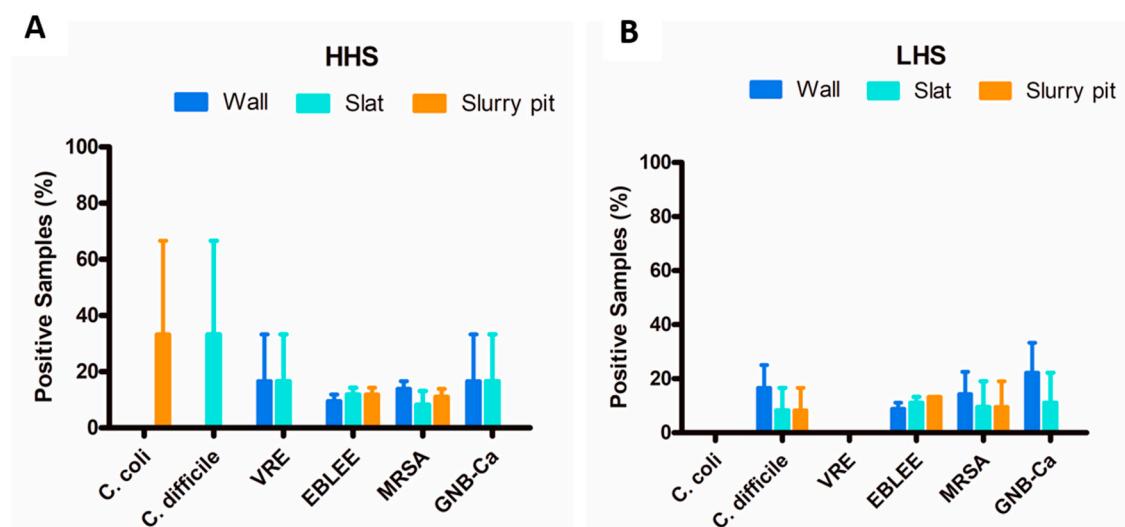 A
HHS
Wall Slat Slurry pit
Positive Samples (%)
100
80
60
40
20
0
C. coli
C. difficile
VRE
EBLEE
MRSA
GNB-Ca
B
LHS
Wall Slat Slurry pit
Positive Samples (%)
100
80
60
40
20
0
C. coli
C. difficile
VRE
EBLEE
MRSA
GNB-Ca